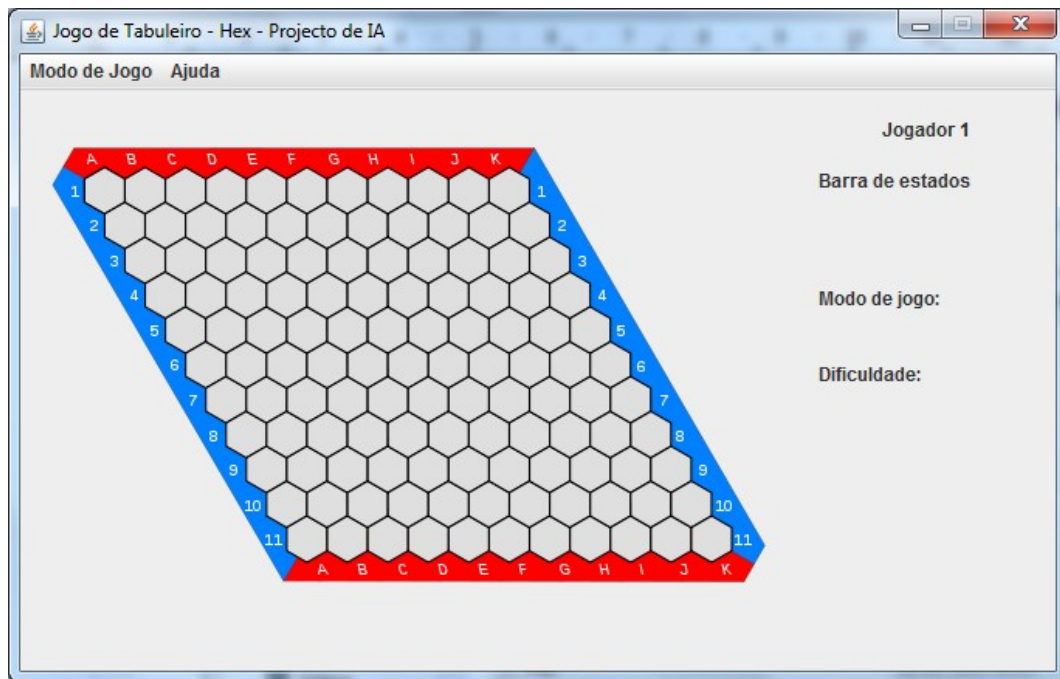 Jogo de Tabuleiro - Hex - Projecto de IA
Modo de Jogo Ajuda
Jogador 1
Barra de estados
Modo de jogo:
Dificuldade:
A B C D E F G H I J K
1 1
2 2
3 3
4 4
5 5
6 6
7 7
8 8
9 9
10 10
11 11
A B C D E F G H I J K